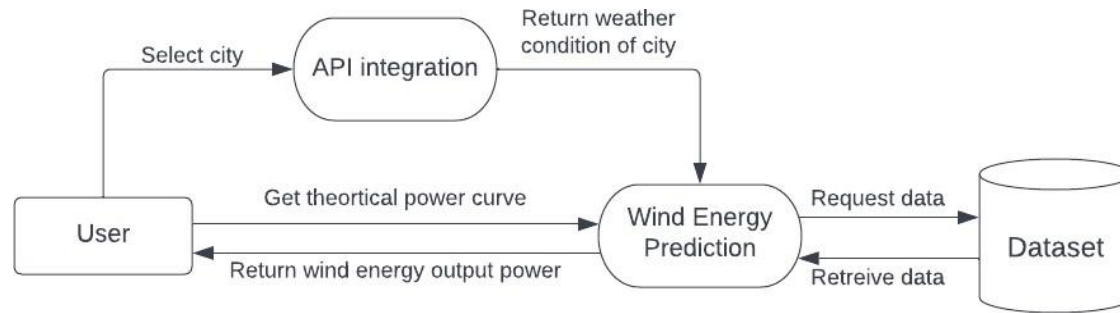 Return weather
condition of city
Select city
API integration
Get theortical power curve
User
Wind Energy
Prediction
Request data
Dataset
Return wind energy output power
Retreive data